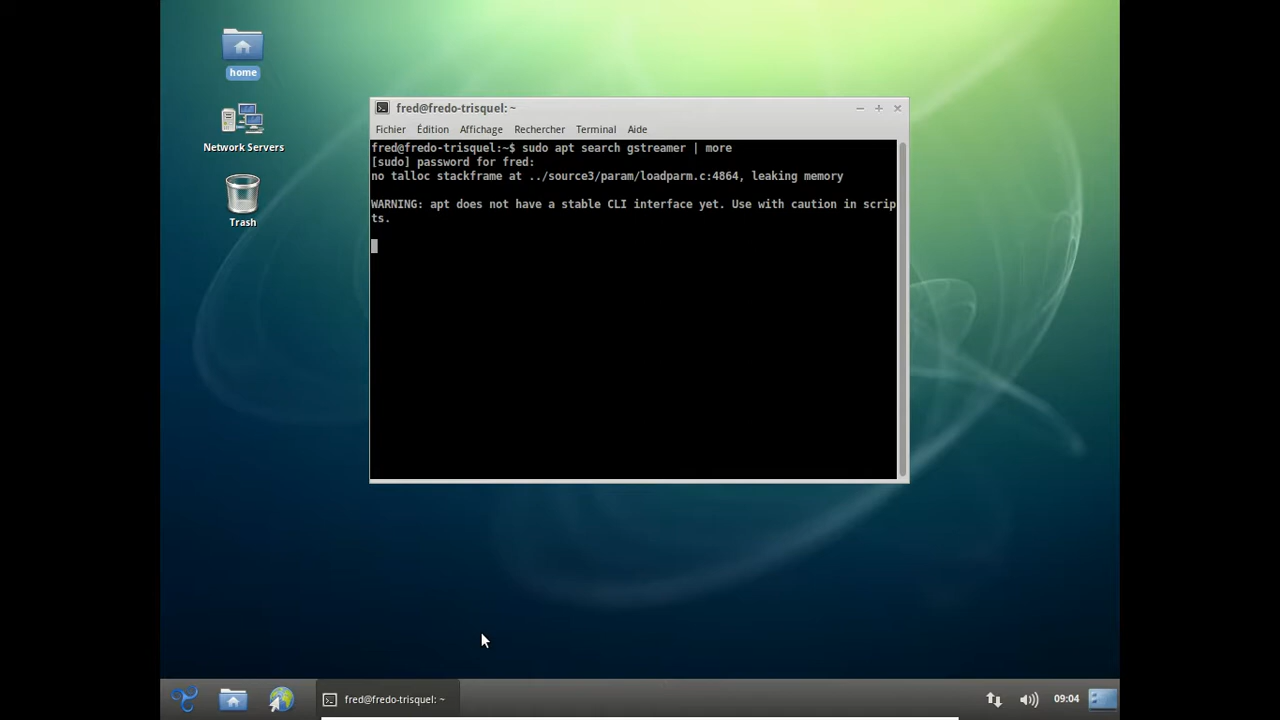 home
Network Servers
Trash
fred@fredo-trisquel: ~
Fichier Édition Affichage Rechercher Terminal Aide
fred@fredo-trisquel:~$ sudo apt search gstreamer | more
[sudo] password for fred:
no talloc stackframe at ../source3/param/loadparm.c:4864, leaking memory
WARNING: apt does not have a stable CLI interface yet. Use with caution in scrip
ts.
fred@fredo-trisquel: ~
09:04